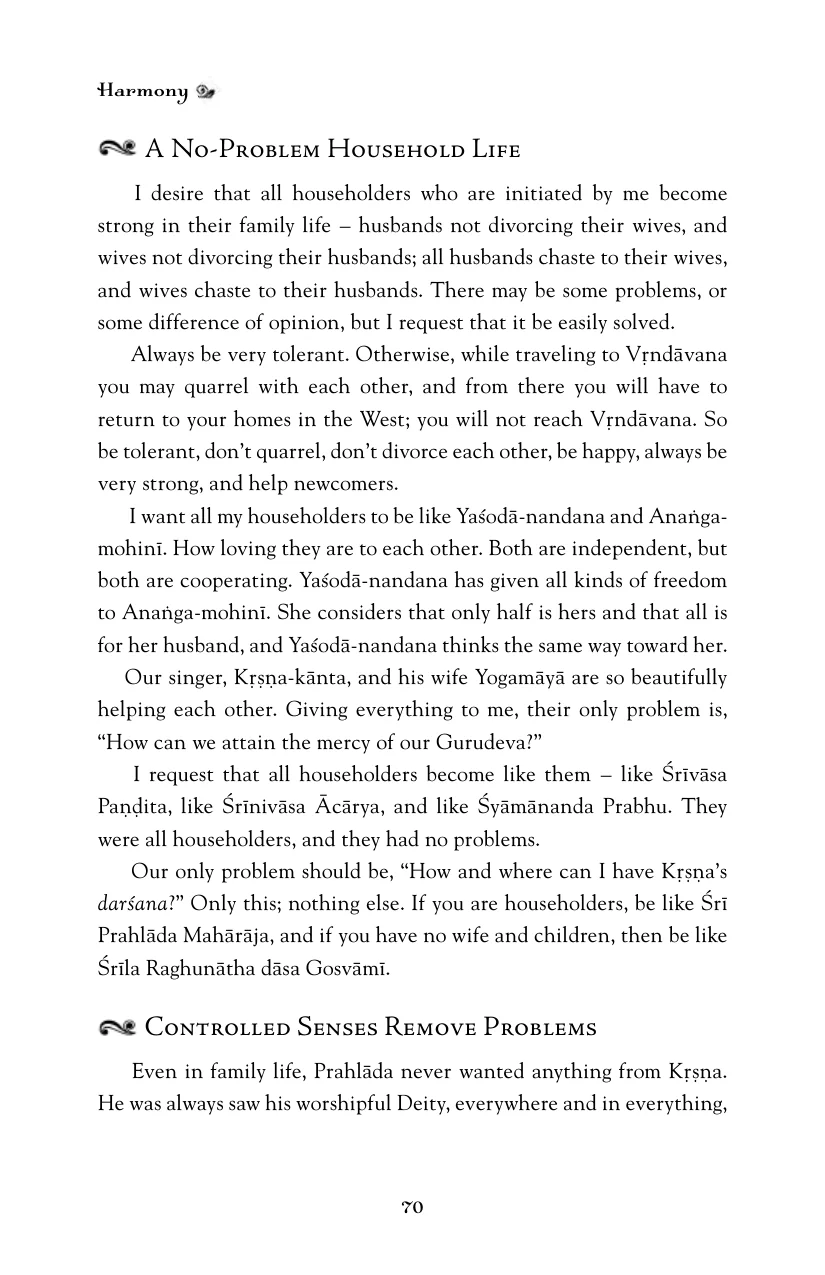 Harmony
A No-Problem Household Life
I desire that all householders who are initiated by me become
strong in their family life – husbands not divorcing their wives, and
wives not divorcing their husbands; all husbands chaste to their wives,
and wives chaste to their husbands. There may be some problems, or
some difference of opinion, but I request that it be easily solved.
Always be very tolerant. Otherwise, while traveling to Vṛndāvana
you may quarrel with each other, and from there you will have to
return to your homes in the West; you will not reach Vṛndāvana. So
be tolerant, don’t quarrel, don’t divorce each other, be happy, always be
very strong, and help newcomers.
I want all my householders to be like Yaśodā-nandana and Anaṅga-
mohinī. How loving they are to each other. Both are independent, but
both are cooperating. Yaśodā-nandana has given all kinds of freedom
to Anaṅga-mohinī. She considers that only half is hers and that all is
for her husband, and Yaśodā-nandana thinks the same way toward her.
Our singer, Kṛṣṇa-kānta, and his wife Yogamāyā are so beautifully
helping each other. Giving everything to me, their only problem is,
“How can we attain the mercy of our Gurudeva?”
I request that all householders become like them – like Śrīvāsa
Paṇḍita, like Śrīnivāsa Ācārya, and like Śyāmānanda Prabhu. They
were all householders, and they had no problems.
Our only problem should be, “How and where can I have Kṛṣṇa’s
darśana?” Only this; nothing else. If you are householders, be like Śrī
Prahlāda Mahārāja, and if you have no wife and children, then be like
Śrīla Raghunātha dāsa Gosvāmī.
Controlled Senses Remove Problems
Even in family life, Prahlāda never wanted anything from Kṛṣṇa.
He was always saw his worshipful Deity, everywhere and in everything,
70